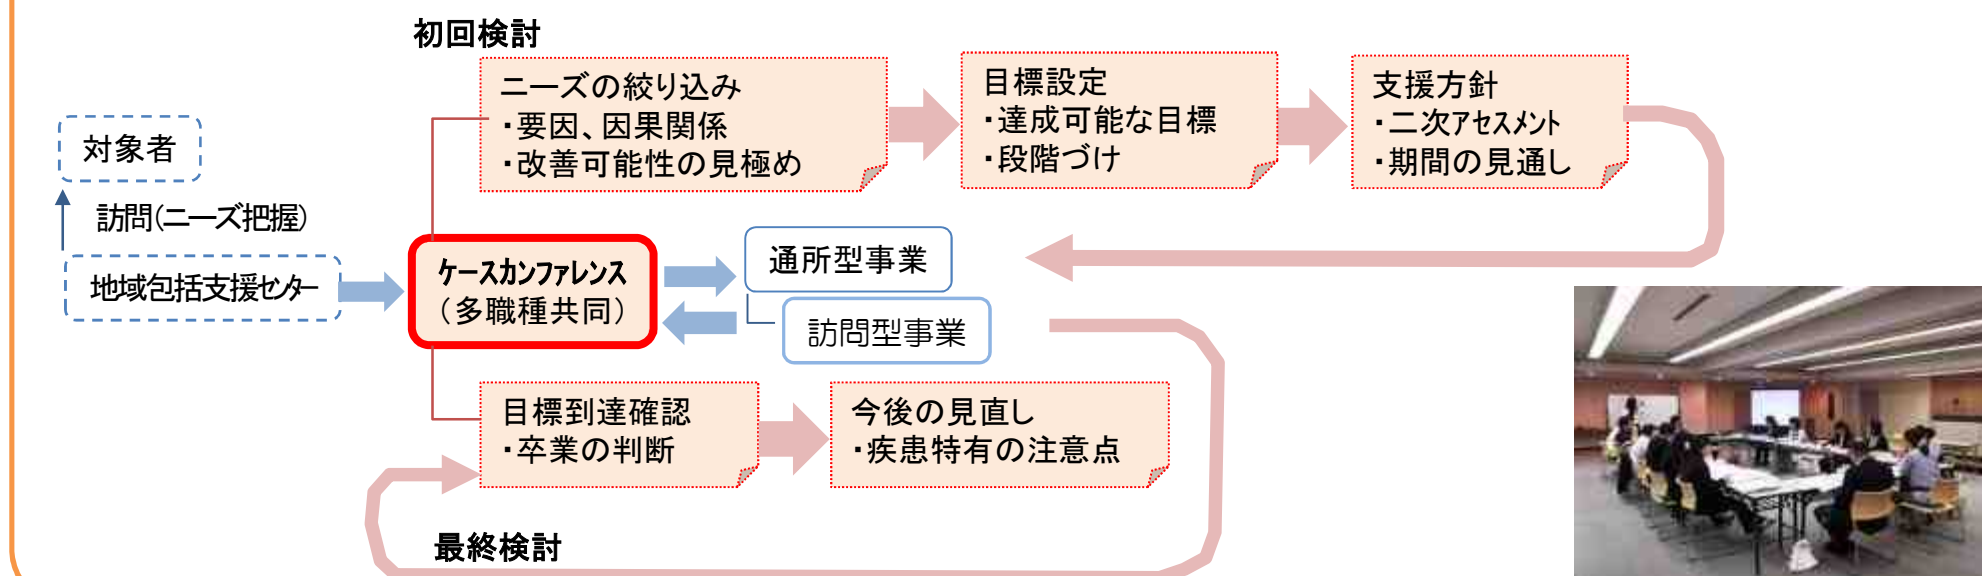 初回検討
ニーズの絞り込み
・要因、因果関係
・改善可能性の見極め
目標設定
・達成可能な目標
・段階づけ
支援方針
・二次アセスメント
・期間の見通し
対象者
訪問(ニーズ把握)
地域包括支援センター
ケースカンファレンス
（多職種共同）
通所型事業
訪問型事業
目標到達確認
・卒業の判断
今後の見直し
・疾患特有の注意点
最終検討